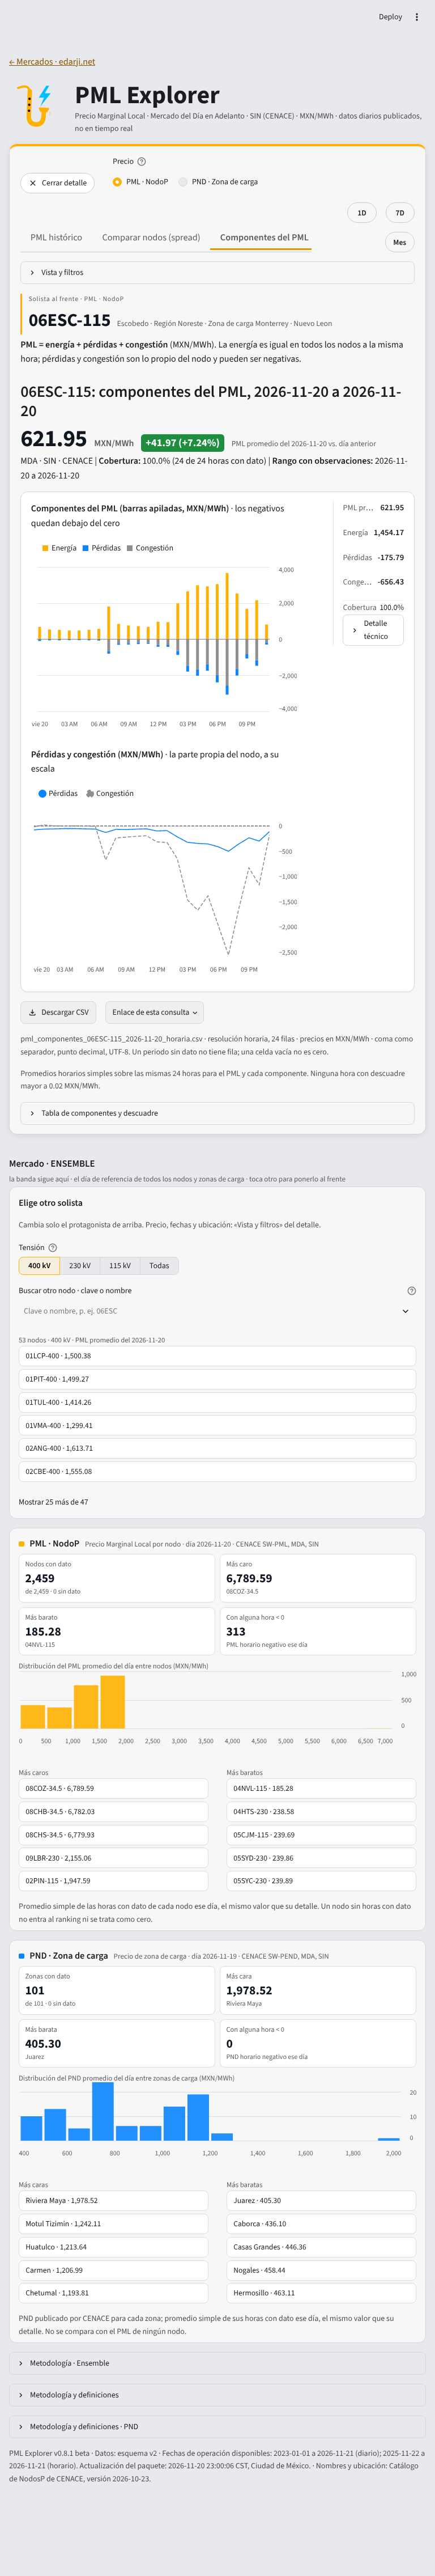 Deploy
← Mercados · edarji.net
PML Explorer
Precio Marginal Local · Mercado del Día en Adelanto · SIN (CENACE) · MXN/MWh · datos diarios publicados,
no en tiempo real
Cerrar detalle
Precio
PML · NodoP
PND · Zona de carga
1D
7D
PML histórico
Comparar nodos (spread)
Componentes del PML
Mes
Vista y filtros
Solista al frente · PML · NodoP
06ESC-115 Escobedo · Región Noreste · Zona de carga Monterrey · Nuevo Leon
PML = energía + pérdidas + congestión (MXN/MWh). La energía es igual en todos los nodos a la misma
hora; pérdidas y congestión son lo propio del nodo y pueden ser negativas.
06ESC-115: componentes del PML, 2026-11-20 a 2026-11-
20
621.95 MXN/MWh +41.97 (+7.24%) PML promedio del 2026-11-20 vs. día anterior
MDA · SIN · CENACE | Cobertura: 100.0% (24 de 24 horas con dato) | Rango con observaciones: 2026-11-
20 a 2026-11-20
Componentes del PML (barras apiladas, MXN/MWh) · los negativos
quedan debajo del cero
Energía Pérdidas Congestión
4,000
2,000
0
−2,000
−4,000
vie 20 03 AM 06 AM 09 AM 12 PM 03 PM 06 PM 09 PM
PML pr… 621.95
Energía 1,454.17
Pérdidas -175.79
Conge… -656.43
Cobertura 100.0%
Detalle
técnico
Pérdidas y congestión (MXN/MWh) · la parte propia del nodo, a su
escala
Pérdidas Congestión
0
−500
−1,000
−1,500
−2,000
−2,500
vie 20 03 AM 06 AM 09 AM 12 PM 03 PM 06 PM 09 PM
Descargar CSV
Enlace de esta consulta
pml_componentes_06ESC-115_2026-11-20_horaria.csv · resolución horaria, 24 filas · precios en MXN/MWh · coma como
separador, punto decimal, UTF-8. Un periodo sin dato no tiene fila; una celda vacía no es cero.
Promedios horarios simples sobre las mismas 24 horas para el PML y cada componente. Ninguna hora con descuadre
mayor a 0.02 MXN/MWh.
Tabla de componentes y descuadre
Mercado · ENSEMBLE
la banda sigue aquí · el día de referencia de todos los nodos y zonas de carga · toca otro para ponerlo al frente
Elige otro solista
Cambia solo el protagonista de arriba. Precio, fechas y ubicación: «Vista y filtros» del detalle.
Tensión
400 kV 230 kV 115 kV Todas
Buscar otro nodo · clave o nombre
Clave o nombre, p. ej. 06ESC
53 nodos · 400 kV · PML promedio del 2026-11-20
01LCP-400 · 1,500.38
01PIT-400 · 1,499.27
01TUL-400 · 1,414.26
01VMA-400 · 1,299.41
02ANG-400 · 1,613.71
02CBE-400 · 1,555.08
Mostrar 25 más de 47
PML · NodoP Precio Marginal Local por nodo · día 2026-11-20 · CENACE SW-PML, MDA, SIN
Nodos con dato
2,459
de 2,459 · 0 sin dato
Más caro
6,789.59
08COZ-34.5
Más barato
185.28
04NVL-115
Con alguna hora < 0
313
PML horario negativo ese día
Distribución del PML promedio del día entre nodos (MXN/MWh)
1,000
500
0
0 500 1,000 1,500 2,000 2,500 3,000 3,500 4,000 4,500 5,000 5,500 6,000 6,500 7,000
Más caros
08COZ-34.5 · 6,789.59
08CHB-34.5 · 6,782.03
08CHS-34.5 · 6,779.93
09LBR-230 · 2,155.06
02PIN-115 · 1,947.59
Más baratos
04NVL-115 · 185.28
04HTS-230 · 238.58
05CJM-115 · 239.69
05SYD-230 · 239.86
05SYC-230 · 239.89
Promedio simple de las horas con dato de cada nodo ese día, el mismo valor que su detalle. Un nodo sin horas con dato
no entra al ranking ni se trata como cero.
PND · Zona de carga Precio de zona de carga · día 2026-11-19 · CENACE SW-PEND, MDA, SIN
Zonas con dato
101
de 101 · 0 sin dato
Más cara
1,978.52
Riviera Maya
Más barata
405.30
Juarez
Con alguna hora < 0
0
PND horario negativo ese día
Distribución del PND promedio del día entre zonas de carga (MXN/MWh)
20
10
0
400 600 800 1,000 1,200 1,400 1,600 1,800 2,000
Más caras
Riviera Maya · 1,978.52
Motul Tizimin · 1,242.11
Huatulco · 1,213.64
Carmen · 1,206.99
Chetumal · 1,193.81
Más baratas
Juarez · 405.30
Caborca · 436.10
Casas Grandes · 446.36
Nogales · 458.44
Hermosillo · 463.11
PND publicado por CENACE para cada zona; promedio simple de sus horas con dato ese día, el mismo valor que su
detalle. No se compara con el PML de ningún nodo.
Metodología · Ensemble
Metodología y definiciones
Metodología y definiciones · PND
PML Explorer v0.8.1 beta · Datos: esquema v2 · Fechas de operación disponibles: 2023-01-01 a 2026-11-21 (diario); 2025-11-22 a
2026-11-21 (horario). Actualización del paquete: 2026-11-20 23:00:06 CST, Ciudad de México. · Nombres y ubicación: Catálogo
de NodosP de CENACE, versión 2026-10-23.